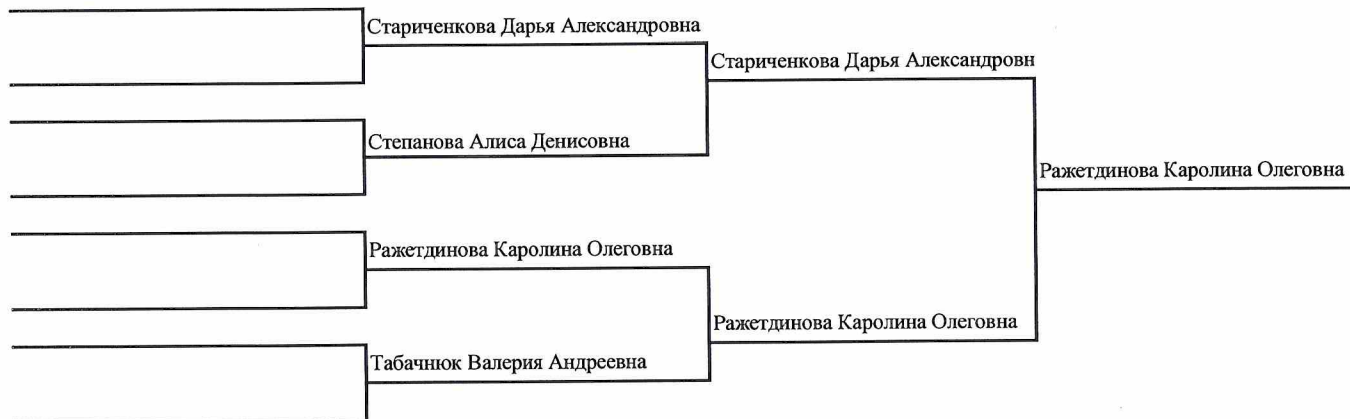 Стариченкова Дарья Александровна
Стариченкова Дарья Александровн
Степанова Алиса Денисовна
Ражетдинова Каролина Олеговна
Ражетдинова Каролина Олеговна
Ражетдинова Каролина Олеговна
Табачнюк Валерия Андреевна